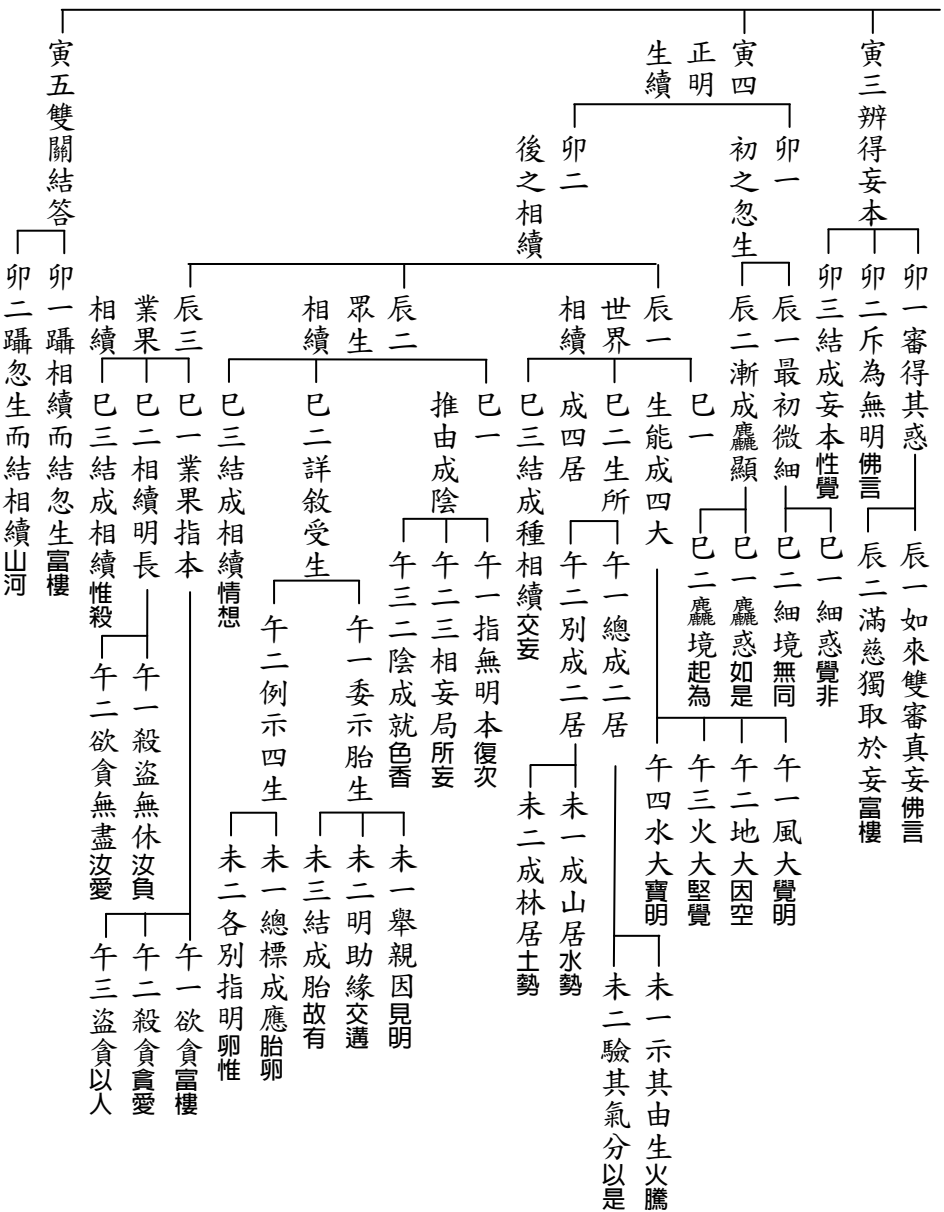 寅三辨得妄本
卯一審得其惑
辰一如來雙審真妄佛言
辰二滿慈獨取於妄富樓
卯二斥為無明佛言
卯三結成妄本性覺
寅四
正明
生續
卯一
初之忽生
辰一最初微細
巳一細惑覺非
巳二細境無同
辰二漸成麤顯
巳一麤惑如是
巳二麤境起為
卯二
後之相續
辰一
世界
相續
巳一
生能成四大
午一風大覺明
午二地大因空
午三火大堅覺
午四水大寶明
巳二生所
成四居
午一總成二居
未一示其由生火騰
未二驗其氣分以是
午二別成二居
未一成山居水勢
未二成林居土勢
巳三結成種相續交妄
辰二
眾生
相續
巳一
推由成陰
午一指無明本復次
午二三相妄局所妄
午三二陰成就色香
巳二詳敘受生
午一委示胎生
未一舉親因見明
未二明助緣交遘
未三結成胎故有
午二例示四生
未一總標成應胎卵
未二各別指明卵惟
巳三結成相續情想
辰三
業果
相續
巳一業果指本
午一欲貪富樓
午二殺貪貪愛
午三盜貪以人
巳二相續明長
午一殺盜無休汝負
午二欲貪無盡汝愛
巳三結成相續惟殺
寅五雙關結答
卯一躡相續而結忽生富樓
卯二躡忽生而結相續山河